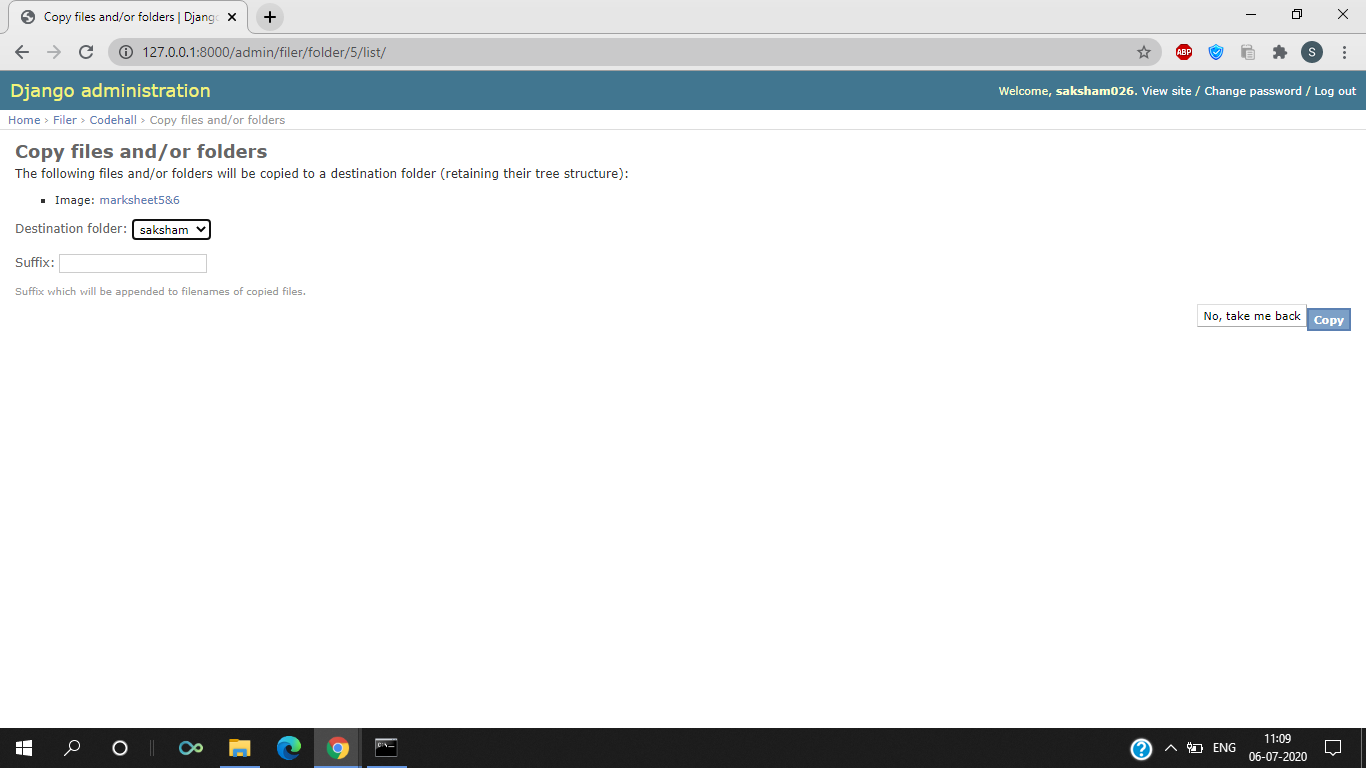 Copy files and/or folders | Djang
127.0.0.1:8000/admin/filer/folder/5/list/
ABP
S
Django administration
Welcome, saksham026. View site / Change password / Log out
Home › Filer › Codehall › Copy files and/or folders
Copy files and/or folders
The following files and/or folders will be copied to a destination folder (retaining their tree structure):
Image: marksheet5&6
Destination folder: saksham
Suffix:
Suffix which will be appended to filenames of copied files.
No, take me back
Copy
ENG
11:09
06-07-2020